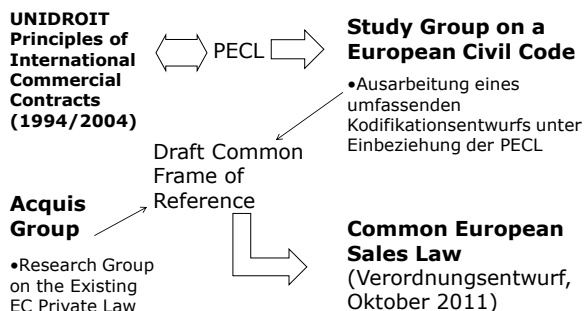 UNIDROIT
Principles of
International
Commercial
Contracts
(1994/2004)
PECL
Study Group on a
European Civil Code
•Ausarbeitung eines
umfassenden
Kodifikationsentwurfs unter
Einbeziehung der PECL
Draft Common
Frame of
Reference
Acquis
Group
•Research Group
on the Existing
EC Private Law
Common European
Sales Law
(Verordnungsentwurf,
Oktober 2011)